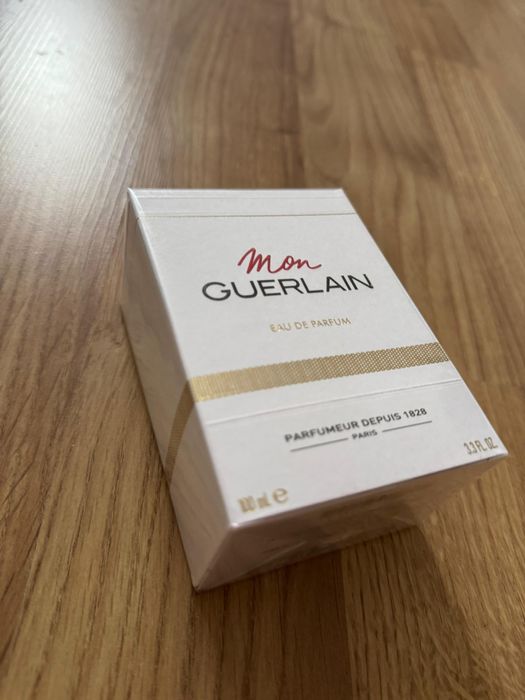 Mon
GUERLAIN
EAU DE PARFUM
PARFUMEUR DEPUIS 1828
PARIS
100 ml e 3.3 FL. OZ.